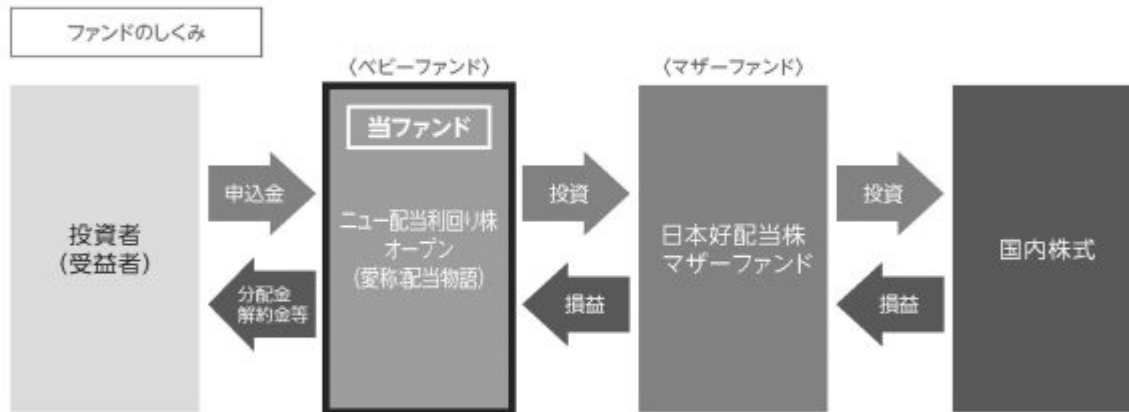 ファンドのしくみ
〈ベビーファンド〉
〈マザーファンド〉
投資者
(受益者)
申込金
分配金
解約金等
当ファンド
ニュー配当利回り株
オープン
(愛称:配当物語)
投資
損益
日本好配当株
マザーファンド
投資
損益
国内株式